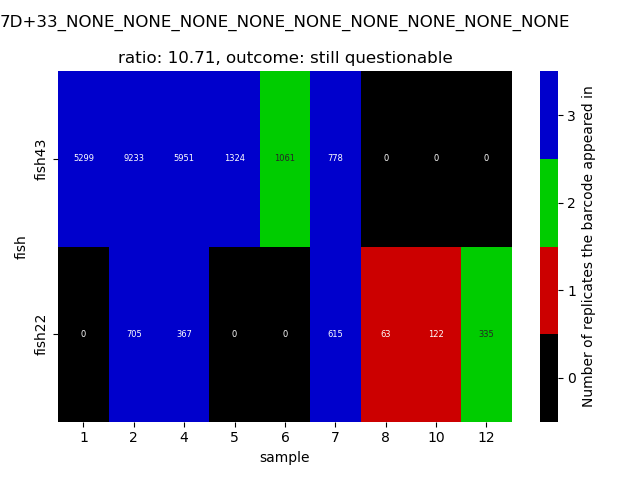 7D+33_NONE_NONE_NONE_NONE_NONE_NONE_NONE_NONE_NONE
ratio: 10.71, outcome: still questionable
fish43
5299 9233 5951 1324 1061 778 0 0 0
fish22
0 705 367 0 0 615 63 122 335
fish
1 2 4 5 6 7 8 10 12
sample
3
2
1
0
Number of replicates the barcode appeared in